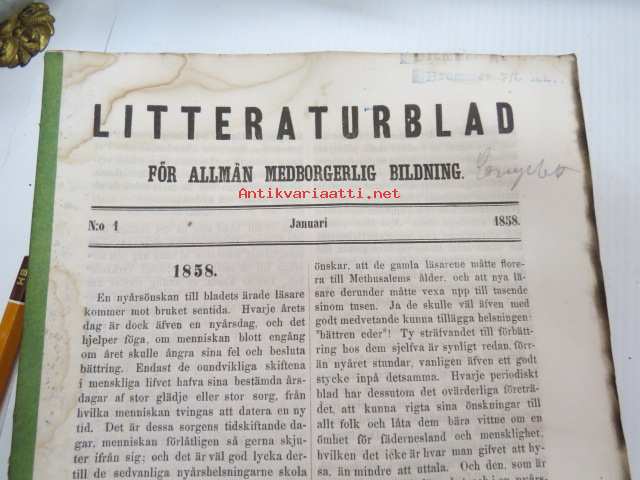 LITTERATURBLAD
FÖR ALLMÄN MEDBORGERLIG BILDNING.
Antikvariaatti.net
N:o 1 Januari 1858.
1858.
En nyårsönskan till bladets ärade läsare
kommer mot bruket sentida. Hvarje årets
dag är dock äfven en nyårsdag, och det
hjelper föga, om menniskan blott engång
om året skulle ångra sina fel och besluta
bättring. Endast de oundvikliga skiftena
i menskliga lifvet hafva sina bestämda års-
dagar af stor glädje eller stor sorg, från
hvilka menniskan tvingas att datera en ny
tid. Det är dessa sorgens tidskiftande da-
gar, menniskan förlåtligen så gerna skju-
ter ifrån sig; och det är väl god lycka der-
till de sedvanliga nyårshelsningarne skola
önskar, att de gamla läsarene måtte flore-
ra till Methusalems ålder, och att nya lä-
sare derunder måtte vexa upp till tusende
sinom tusen. Ja de skulle väl äfven med
godt medvetande kunna tillägga helsningen:
"bättren eder"! Ty sträfvandet till förbätt-
ring hos dem sjelfva är synligt redan, förr-
än nyåret stundar, vanligen äfven ett godt
stycke inpå detsamma. Hvarje periodiskt
blad har dessutom det ovärderliga företrä-
det, att kunna rigta sina önskningar till
allt folk och låta dem bära vittne om en
ömhet för fädernesland och mensklighet,
hvilken det icke är hvar man gifvet att hy-
sa, än mindre att uttala. Och den, som är